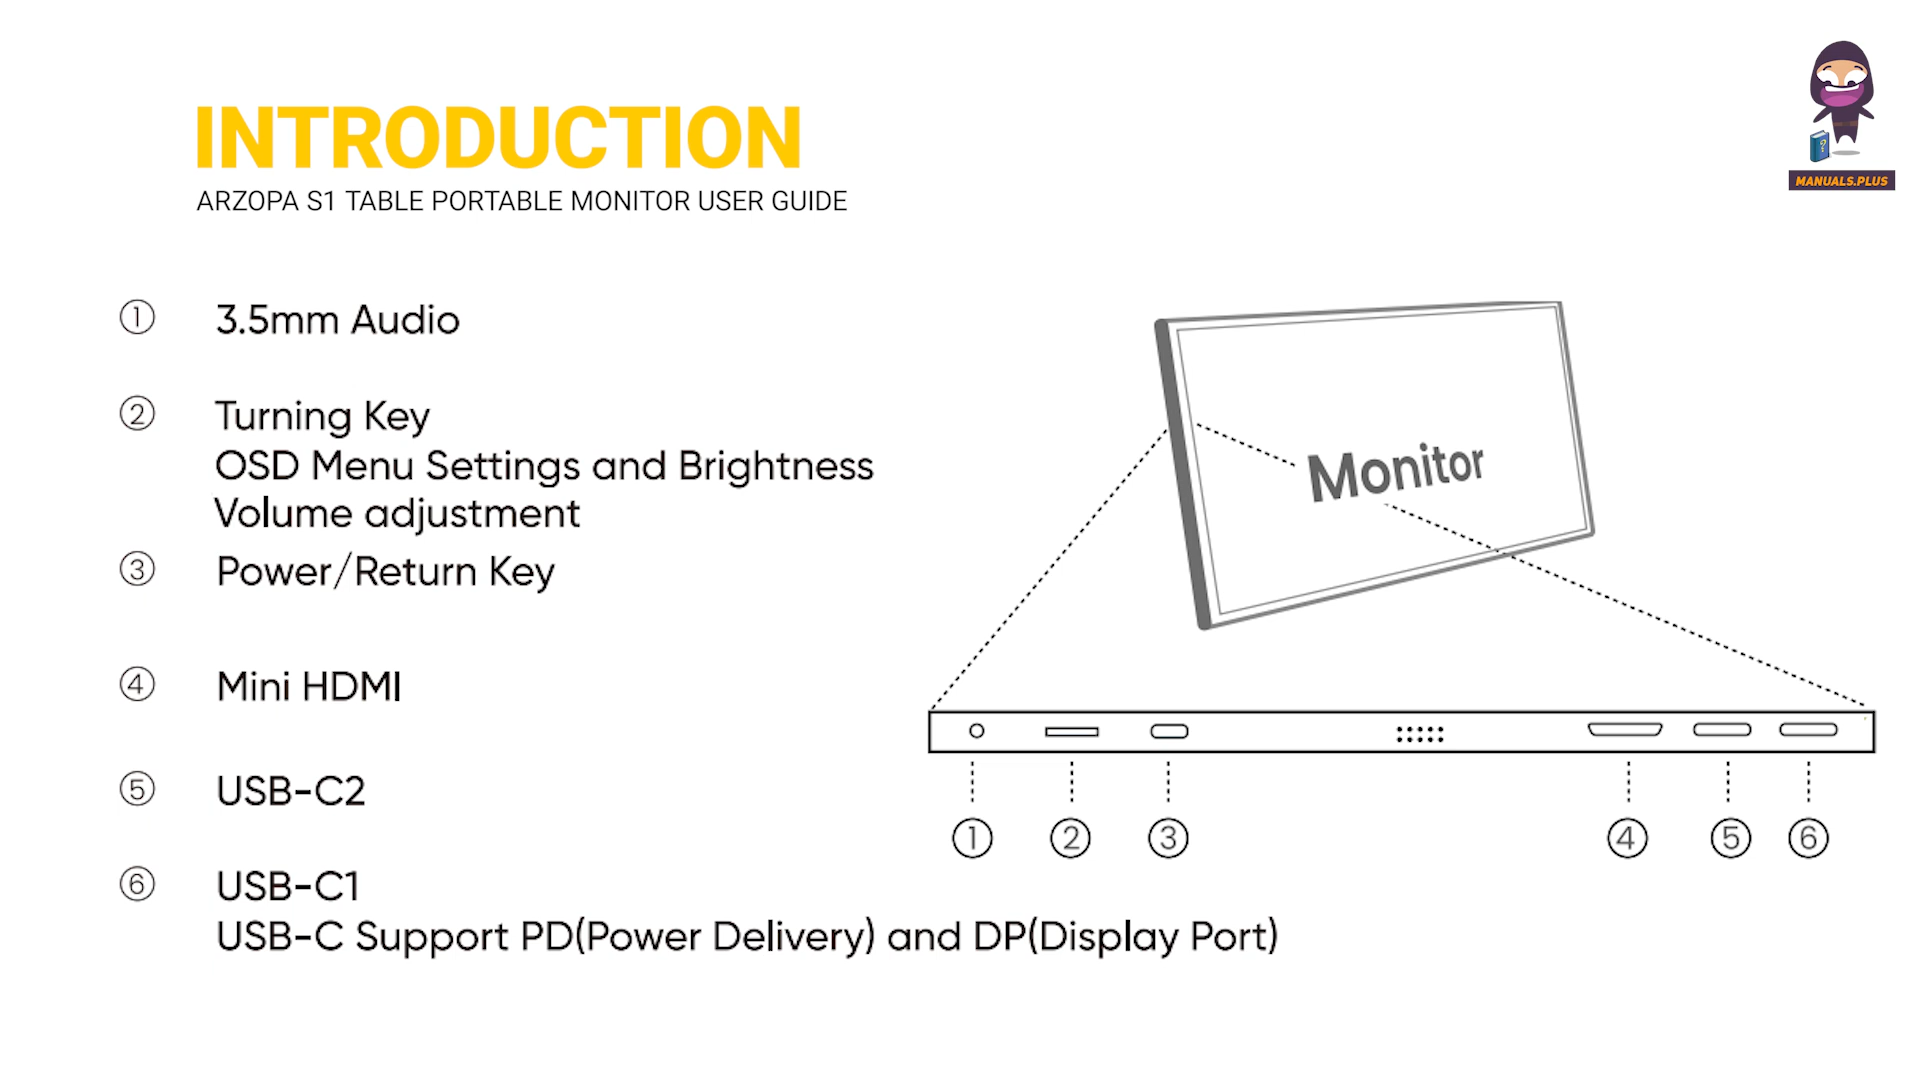 INTRODUCTION
ARZOPA S1 TABLE PORTABLE MONITOR USER GUIDE
MANUALS.PLUS
① 3.5mm Audio
② Turning Key
OSD Menu Settings and Brightness
Volume adjustment
③ Power/Return Key
④ Mini HDMI
⑤ USB-C2
⑥ USB-C1
USB-C Support PD(Power Delivery) and DP(Display Port)
Monitor
① ② ③ ④ ⑤ ⑥
?